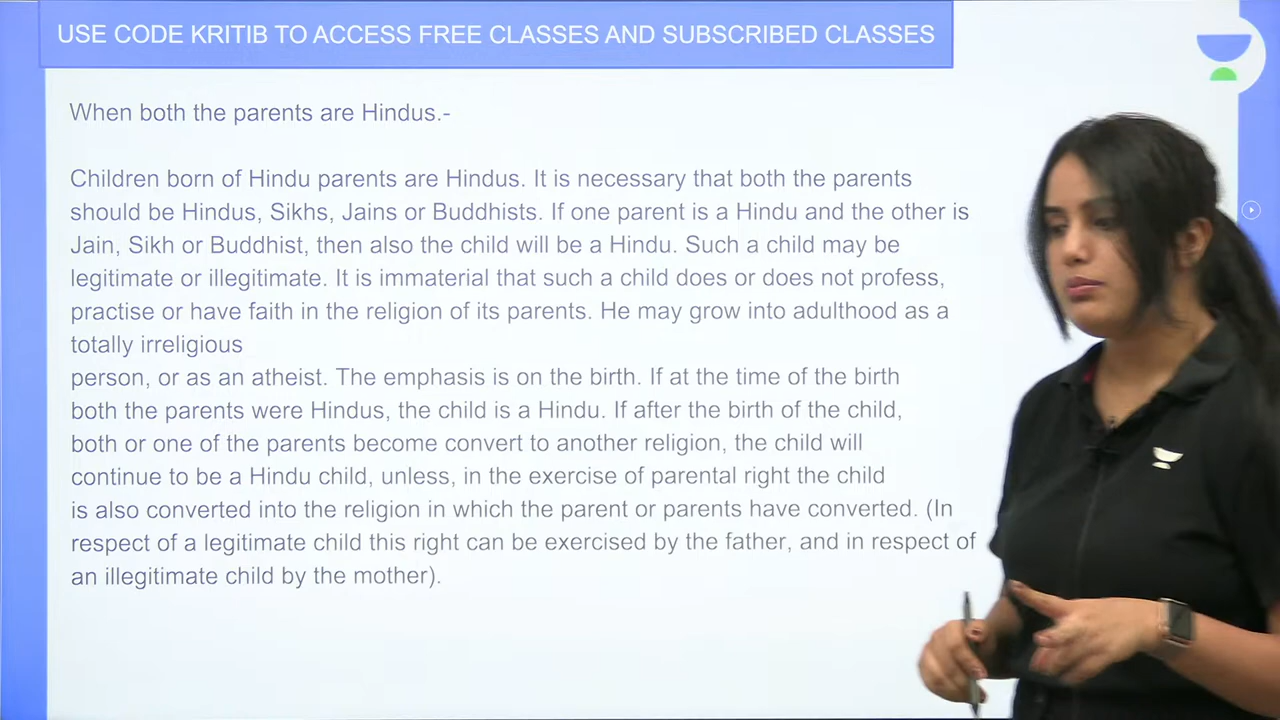 USE CODE KRITIB TO ACCESS FREE CLASSES AND SUBSCRIBED CLASSES
When both the parents are Hindus.-
Children born of Hindu parents are Hindus. It is necessary that both the parents
should be Hindus, Sikhs, Jains or Buddhists. If one parent is a Hindu and the other is
Jain, Sikh or Buddhist, then also the child will be a Hindu. Such a child may be
legitimate or illegitimate. It is immaterial that such a child does or does not profess,
practise or have faith in the religion of its parents. He may grow into adulthood as a
totally irreligious
person, or as an atheist. The emphasis is on the birth. If at the time of the birth
both the parents were Hindus, the child is a Hindu. If after the birth of the child,
both or one of the parents become convert to another religion, the child will
continue to be a Hindu child, unless, in the exercise of parental right the child
is also converted into the religion in which the parent or parents have converted. (In
respect of a legitimate child this right can be exercised by the father, and in respect of
an illegitimate child by the mother).